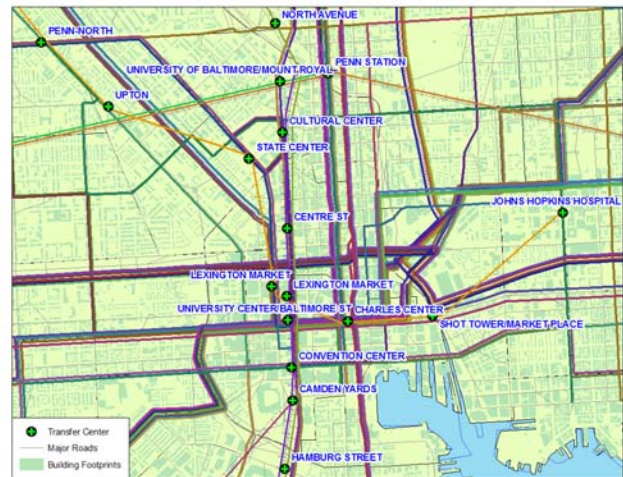 NORTH AVENUE
PENN-NORTH
PENN STATION
UNIVERSITY OF BALTIMORE/MOUNT ROYAL
UPTON
CULTURAL CENTER
STATE CENTER
JOHNS HOPKINS HOSPITAL
CENTRE ST
LEXINGTON MARKET
LEXINGTON MARKET
UNIVERSITY CENTER/BALTIMORE ST
CHARLES CENTER
SHOT TOWER/MARKET PLACE
CONVENTION CENTER
CAMDEN YARDS
HAMBURG STREET
Transfer Center
Major Roads
Building Footprints